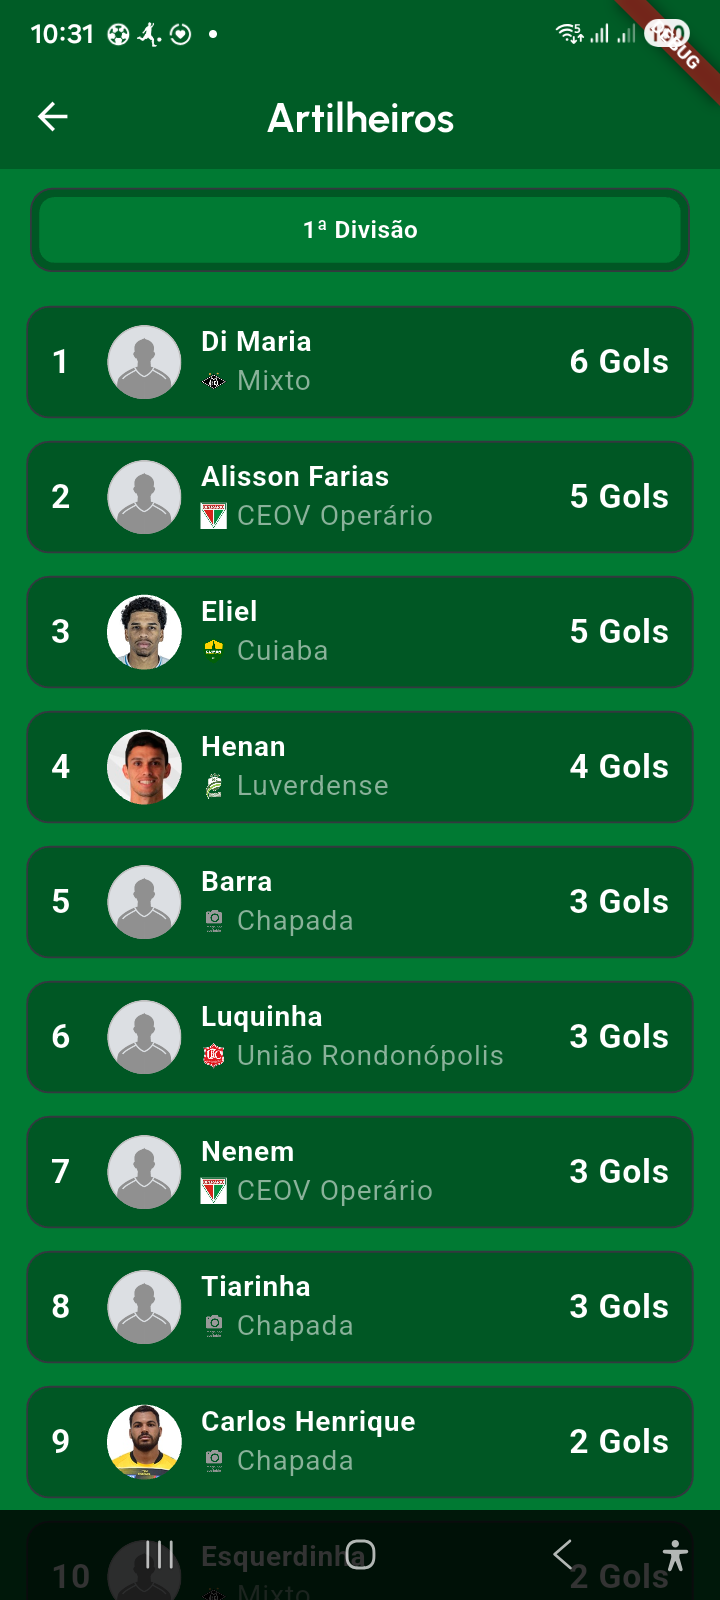 10:31
Artilheiros
1ª Divisão
1
Di Maria
Mixto
6 Gols
2
Alisson Farias
CEOV Operário
5 Gols
3
Eliel
Cuiaba
5 Gols
4
Henan
Luverdense
4 Gols
5
Barra
Chapada
3 Gols
6
Luquinha
União Rondonópolis
3 Gols
7
Nenem
CEOV Operário
3 Gols
8
Tiarinha
Chapada
3 Gols
9
Carlos Henrique
Chapada
2 Gols
10
Esquerdinha
Mixto
2 Gols